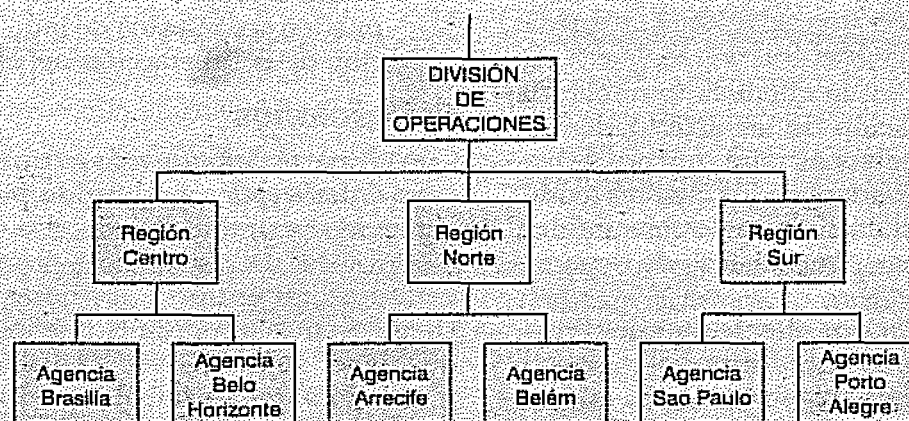 DIVISIÓN
DE
OPERACIONES
Región
Centro
Región
Norte
Región
Sur
Agencia
Brasilia
Agencia
Belo
Horizonte
Agencia
Arrecife
Agencia
Belém
Agencia
Sao Paulo
Agencia
Porto
Alegre